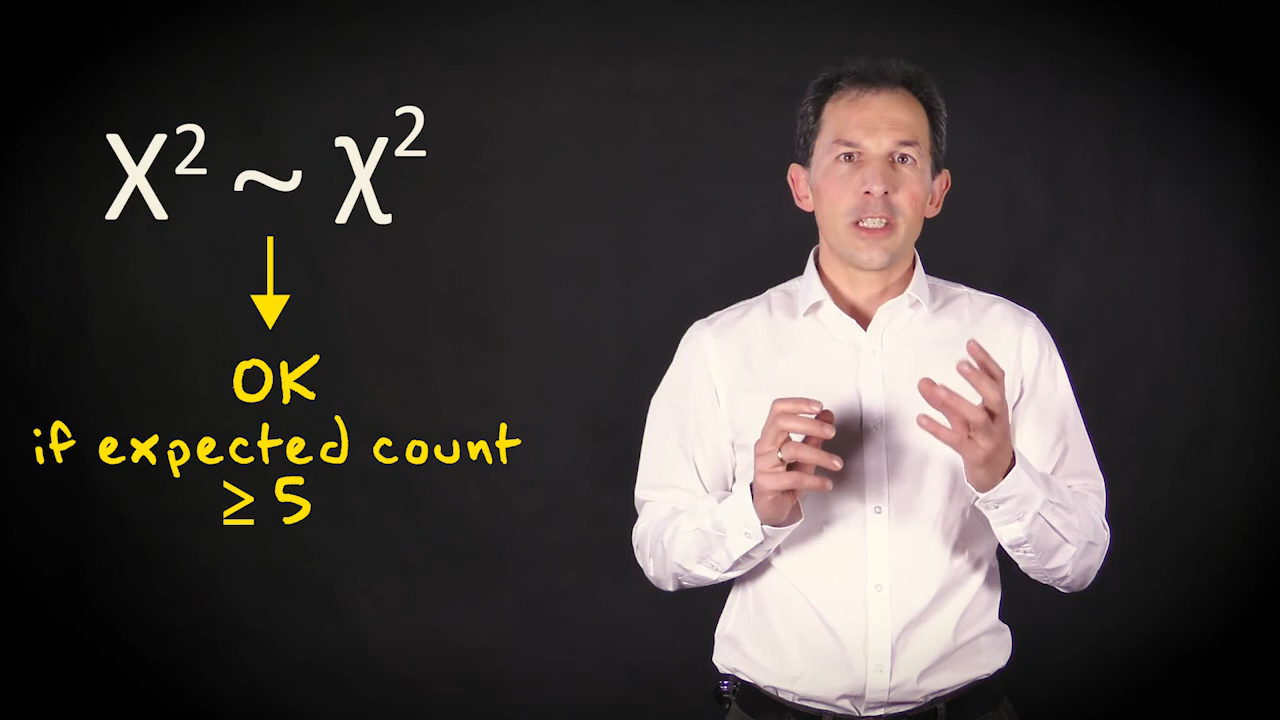 X² ~ χ²
OK
if expected count
≥ 5